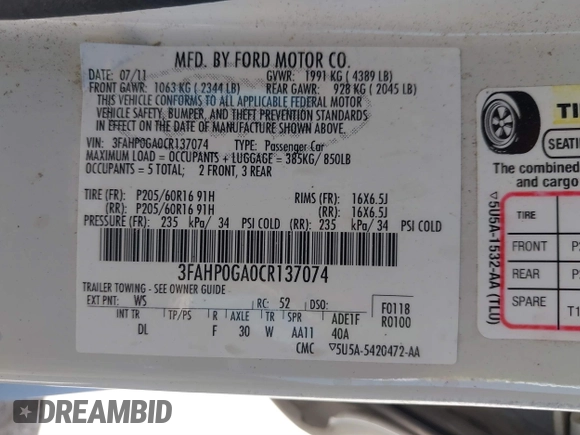 MFD. BY FORD MOTOR CO.
DATE: 07/11 GVWR: 1991 KG ( 4389 LB)
FRONT GAWR: 1063 KG ( 2344 LB) REAR GAWR: 928 KG ( 2045 LB)
THIS VEHICLE CONFORMS TO ALL APPLICABLE FEDERAL MOTOR
VEHICLE SAFETY, BUMPER, AND THEFT PREVENTION STANDARDS
IN EFFECT ON THE DATE OF MANUFACTURE SHOWN ABOVE.
VIN: 3FAHP0GA0CR137074 TYPE: Passenger Car
MAXIMUM LOAD = OCCUPANTS + LUGGAGE = 385KG/ 850LB
OCCUPANTS = 5 TOTAL; 2 FRONT, 3 REAR
TIRE (FR): P205/60R16 91H RIMS (FR): 16X6.5J
(RR): P205/60R16 91H (RR): 16X6.5J
PRESSURE (FR): 235 kPa/ 34 PSI COLD (RR): 235 kPa/ 34 PSI COLD
3FAHP0GA0CR137074
TRAILER TOWING - SEE OWNER GUIDE
EXT PNT: WS RC: 52 DSO: F0118
INT TR TP/PS R AXLE TR SPR ADE1F R0100
DL F 30 W AA11 40A
CMC ▽5U5A-5420472-AA
▽5U5A-1532-AA (TLU)
TI
SEATIN
The combined
and cargo
TIRE
FRONT P
REAR P
SPARE T1
D DREAMBID